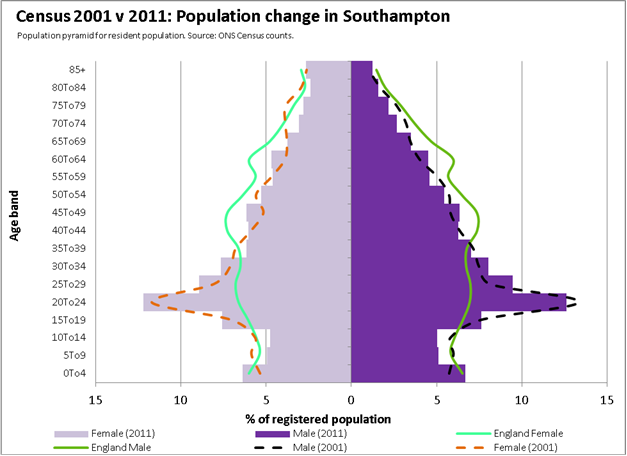 Census 2001 v 2011: Population change in Southampton
Population pyramid for resident population. Source: ONS Census counts.
Age band
85+
80To84
75To79
70To74
65To69
60To64
55To59
50To54
45To49
40To44
35To39
30To34
25To29
20To24
15To19
10To14
5To9
0To4
15 10 5 0 5 10 15
% of registered population
Female (2011) Male (2011) England Female
England Male Male (2001) Female (2001)